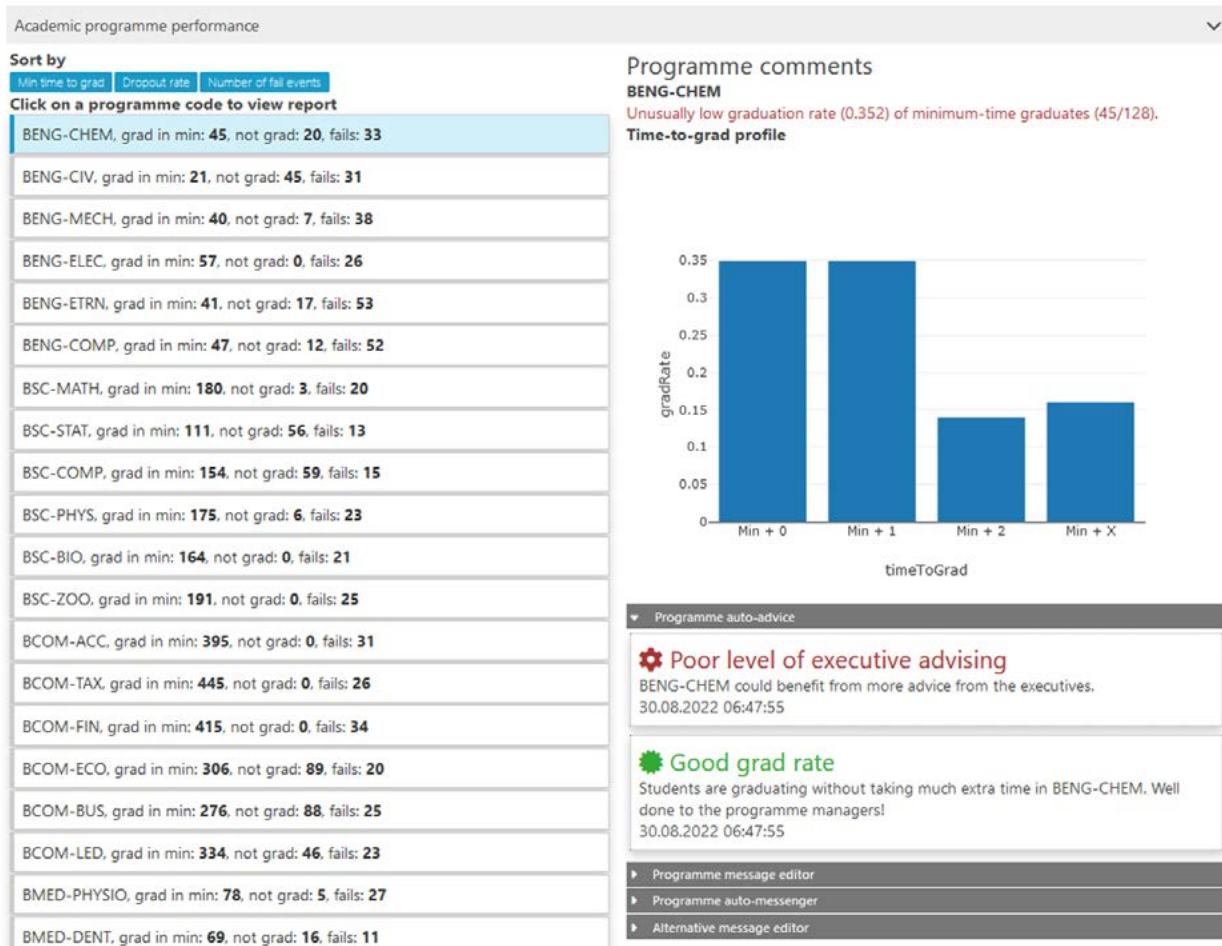 Academic programme performance
Sort by
Min time to grad
Dropout rate
Number of fail events
Click on a programme code to view report
BENG-CHEM, grad in min: 45, not grad: 20, fails: 33
BENG-CIV, grad in min: 21, not grad: 45, fails: 31
BENG-MECH, grad in min: 40, not grad: 7, fails: 38
BENG-ELEC, grad in min: 57, not grad: 0, fails: 26
BENG-ETRN, grad in min: 41, not grad: 17, fails: 53
BENG-COMP, grad in min: 47, not grad: 12, fails: 52
BSC-MATH, grad in min: 180, not grad: 3, fails: 20
BSC-STAT, grad in min: 111, not grad: 56, fails: 13
BSC-COMP, grad in min: 154, not grad: 59, fails: 15
BSC-PHYS, grad in min: 175, not grad: 6, fails: 23
BSC-BIO, grad in min: 164, not grad: 0, fails: 21
BSC-ZOO, grad in min: 191, not grad: 0, fails: 25
BCOM-ACC, grad in min: 395, not grad: 0, fails: 31
BCOM-TAX, grad in min: 445, not grad: 0, fails: 26
BCOM-FIN, grad in min: 415, not grad: 0, fails: 34
BCOM-ECO, grad in min: 306, not grad: 89, fails: 20
BCOM-BUS, grad in min: 276, not grad: 88, fails: 25
BCOM-LED, grad in min: 334, not grad: 46, fails: 23
BMED-PHYSIO, grad in min: 78, not grad: 5, fails: 27
BMED-DENT, grad in min: 69, not grad: 16, fails: 11
Programme comments
BENG-CHEM
Unusually low graduation rate (0.352) of minimum-time graduates (45/128).
Time-to-grad profile
0.35
0.3
0.25
0.2
0.15
0.1
0.05
0
gradRate
Min + 0
Min + 1
Min + 2
Min + X
timeToGrad
Programme auto-advice
Poor level of executive advising
BENG-CHEM could benefit from more advice from the executives.
30.08.2022 06:47:55
Good grad rate
Students are graduating without taking much extra time in BENG-CHEM. Well
done to the programme managers!
30.08.2022 06:47:55
Programme message editor
Programme auto-messenger
Alternative message editor